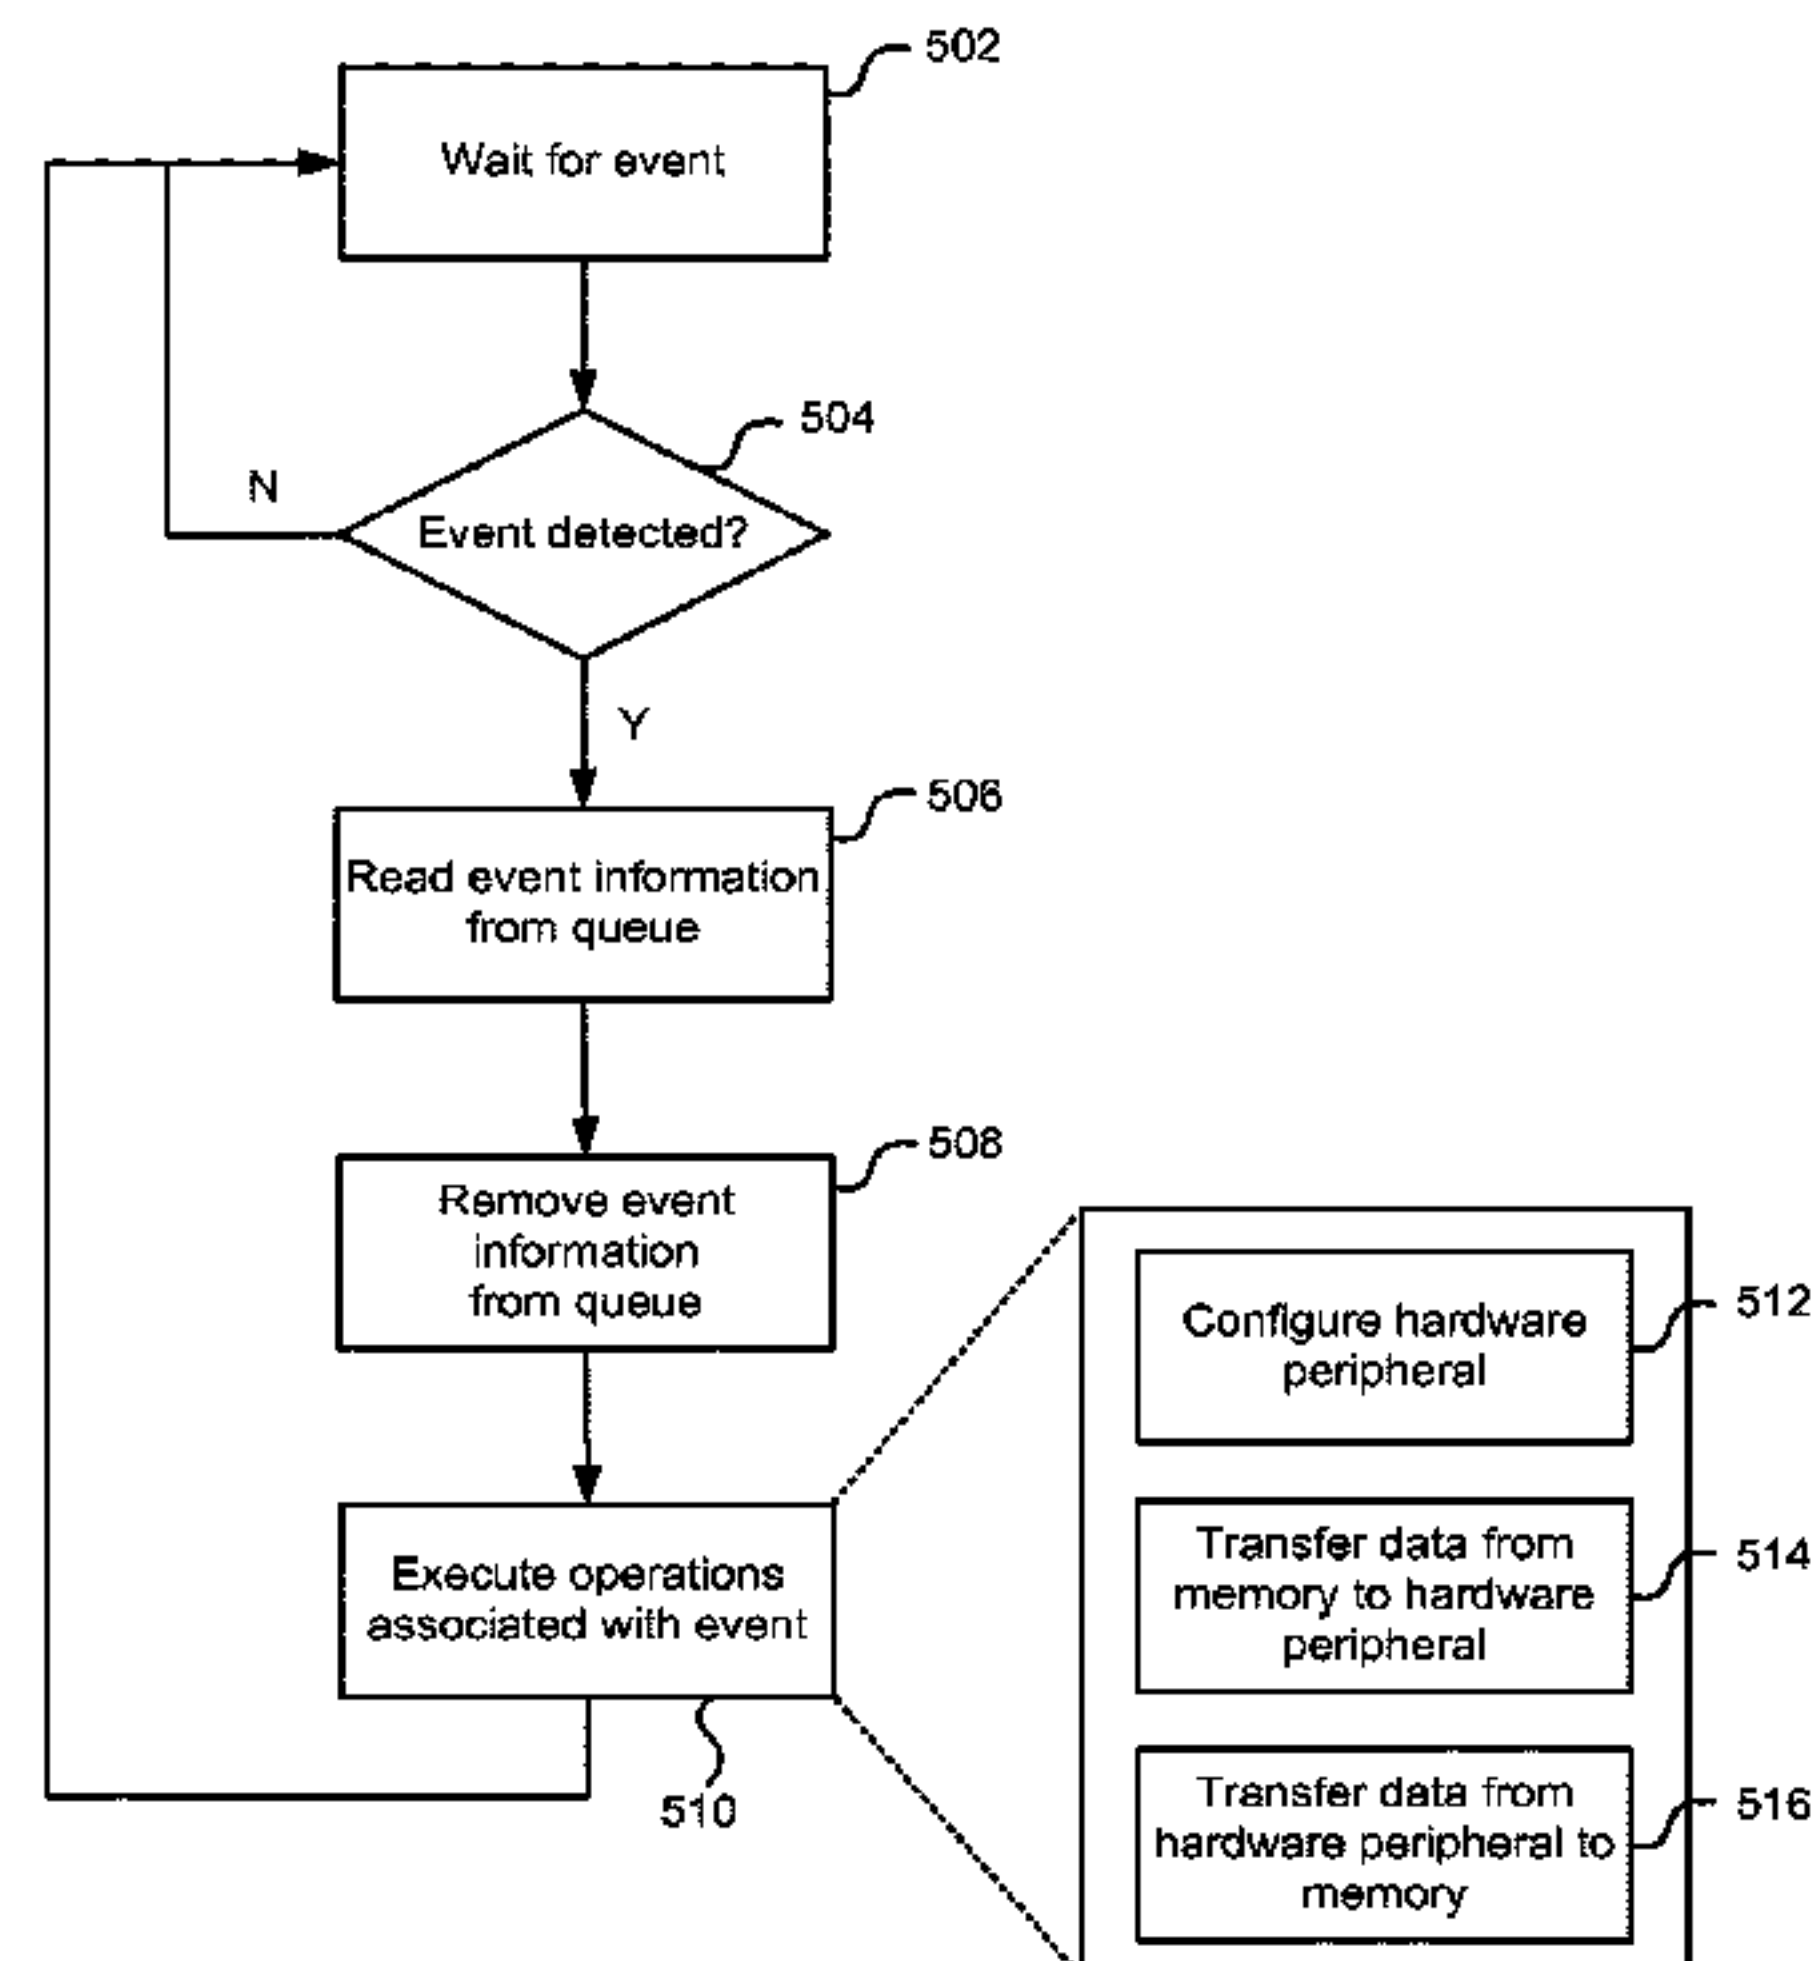 502
Wait for event
504
N
Event detected?
Y
506
Read event information
from queue
508
Remove event
information
from queue
512
Configure hardware
peripheral
514
Transfer data from
memory to hardware
peripheral
Execute operations
associated with event
510
516
Transfer data from
hardware peripheral to
memory